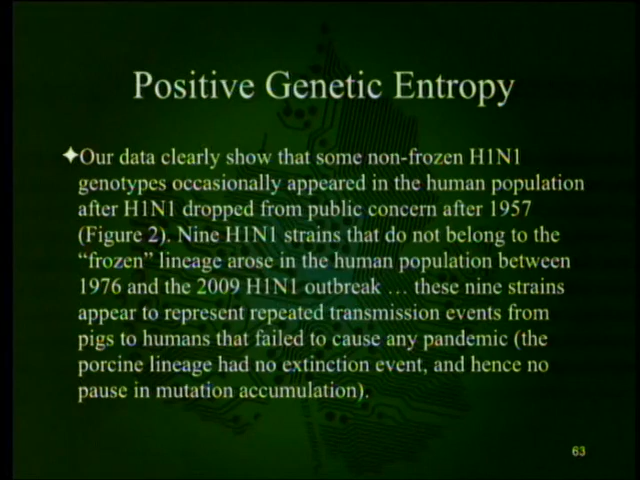 Positive Genetic Entropy
✦Our data clearly show that some non-frozen H1N1
genotypes occasionally appeared in the human population
after H1N1 dropped from public concern after 1957
(Figure 2). Nine H1N1 strains that do not belong to the
“frozen” lineage arose in the human population between
1976 and the 2009 H1N1 outbreak … these nine strains
appear to represent repeated transmission events from
pigs to humans that failed to cause any pandemic (the
porcine lineage had no extinction event, and hence no
pause in mutation accumulation).
63